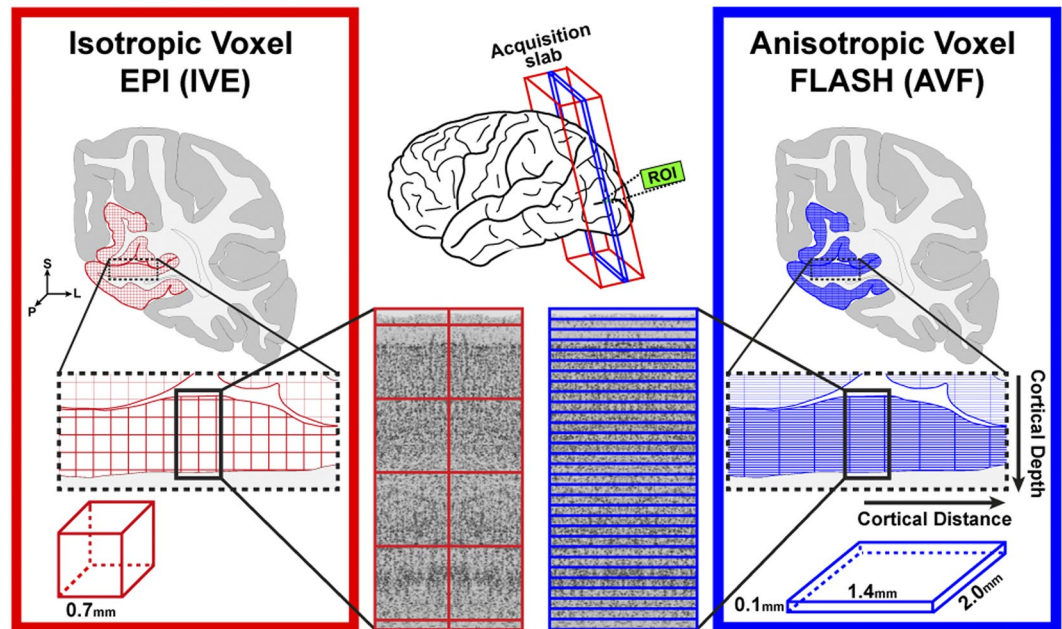 Isotropic Voxel
EPI (IVE)
Acquisition
slab
ROI
Anisotropic Voxel
FLASH (AVF)
S
L
P
Cortical Depth
Cortical Distance
0.7mm
0.1mm
1.4mm
2.0mm